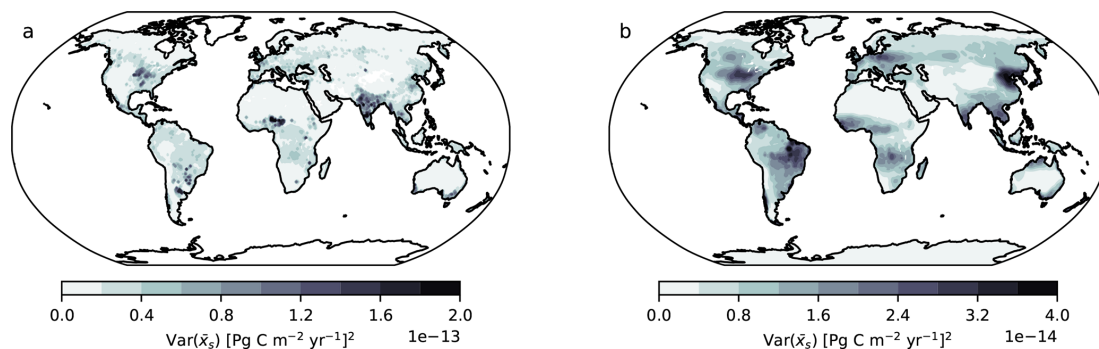 a
b
0.0 0.4 0.8 1.2 1.6 2.0
0.0 0.8 1.6 2.4 3.2 4.0
Var(x̄ₛ) [Pg C m⁻² yr⁻¹]² 1e−13
Var(x̄ₛ) [Pg C m⁻² yr⁻¹]² 1e−14